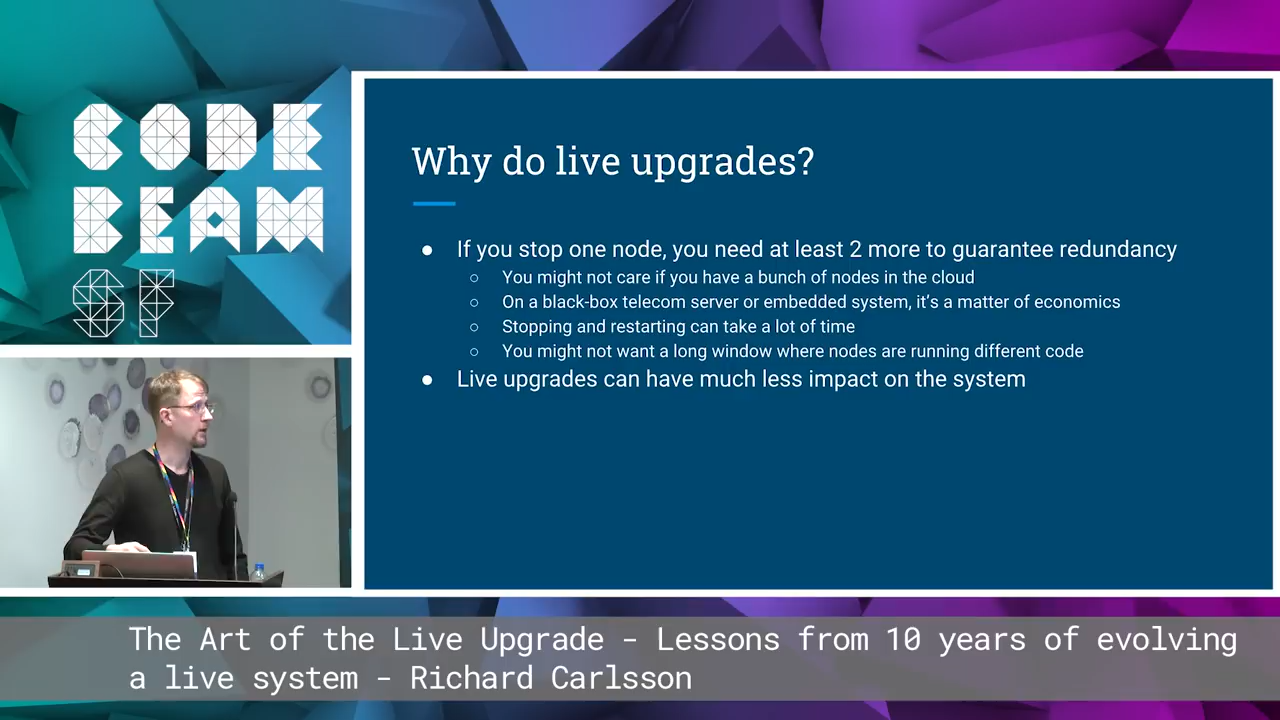 CODE
BEAM
SF
Why do live upgrades?
● If you stop one node, you need at least 2 more to guarantee redundancy
○ You might not care if you have a bunch of nodes in the cloud
○ On a black-box telecom server or embedded system, it’s a matter of economics
○ Stopping and restarting can take a lot of time
○ You might not want a long window where nodes are running different code
● Live upgrades can have much less impact on the system
The Art of the Live Upgrade - Lessons from 10 years of evolving
a live system - Richard Carlsson